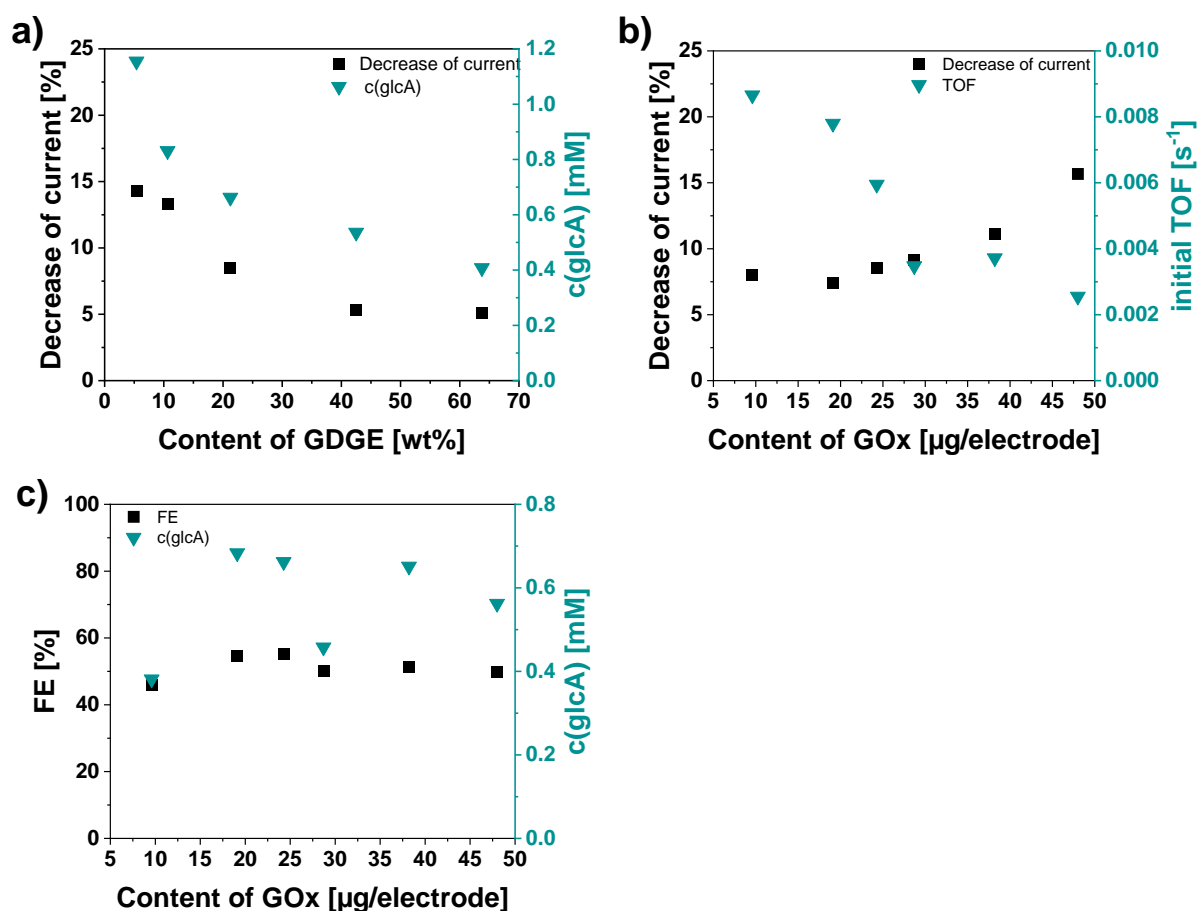 a)
25
20
15
10
5
0
Decrease of current [%]
Decrease of current
c(glcA)
1.2
1.0
0.8
0.6
0.4
0.2
0.0
c(glcA) [mM]
0 10 20 30 40 50 60 70
Content of GDGE [wt%]
b)
25
20
15
10
5
0
Decrease of current [%]
Decrease of current
TOF
0.010
0.008
0.006
0.004
0.002
0.000
initial TOF [s⁻¹]
5 10 15 20 25 30 35 40 45 50
Content of GOx [µg/electrode]
c)
100
80
60
40
20
0
FE [%]
FE
c(glcA)
0.8
0.6
0.4
0.2
0.0
c(glcA) [mM]
5 10 15 20 25 30 35 40 45 50
Content of GOx [µg/electrode]